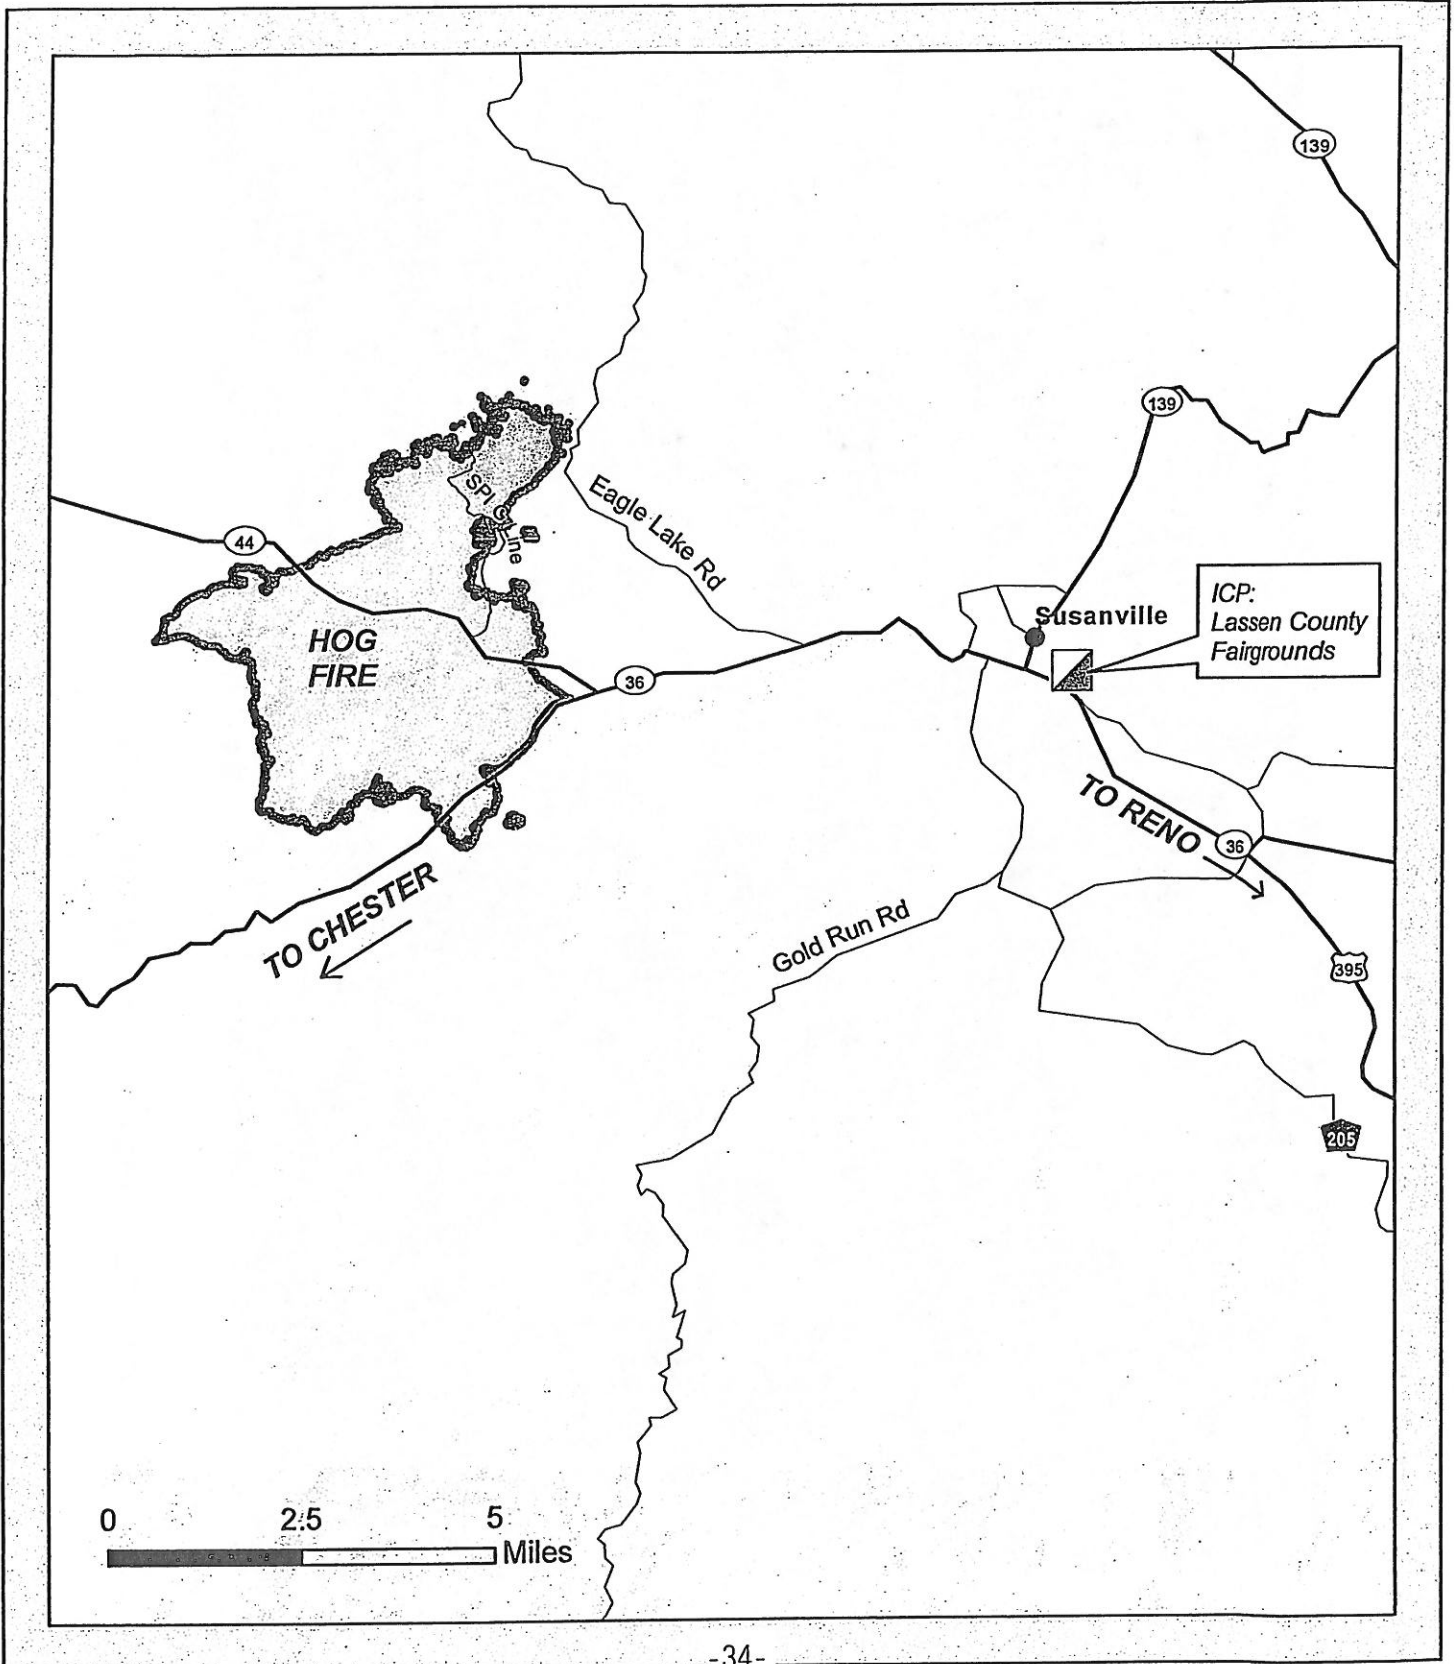 139
139
SPI
Line
Eagle Lake Rd
44
HOG
FIRE
Susanville
ICP:
Lassen County
Fairgrounds
36
TO RENO
36
TO CHESTER
Gold Run Rd
395
205
0 2.5 5
Miles
-34-